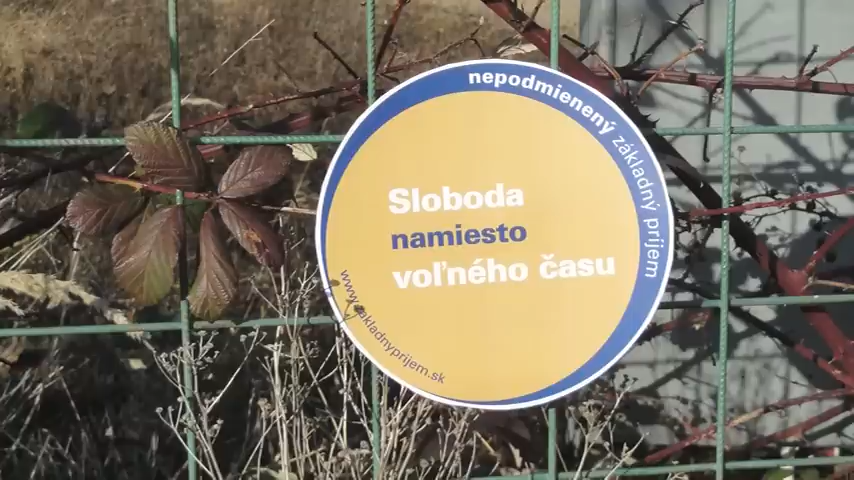 nepodmienený základný príjem
Sloboda
namiesto
voľného času
www.zakladnyprijem.sk